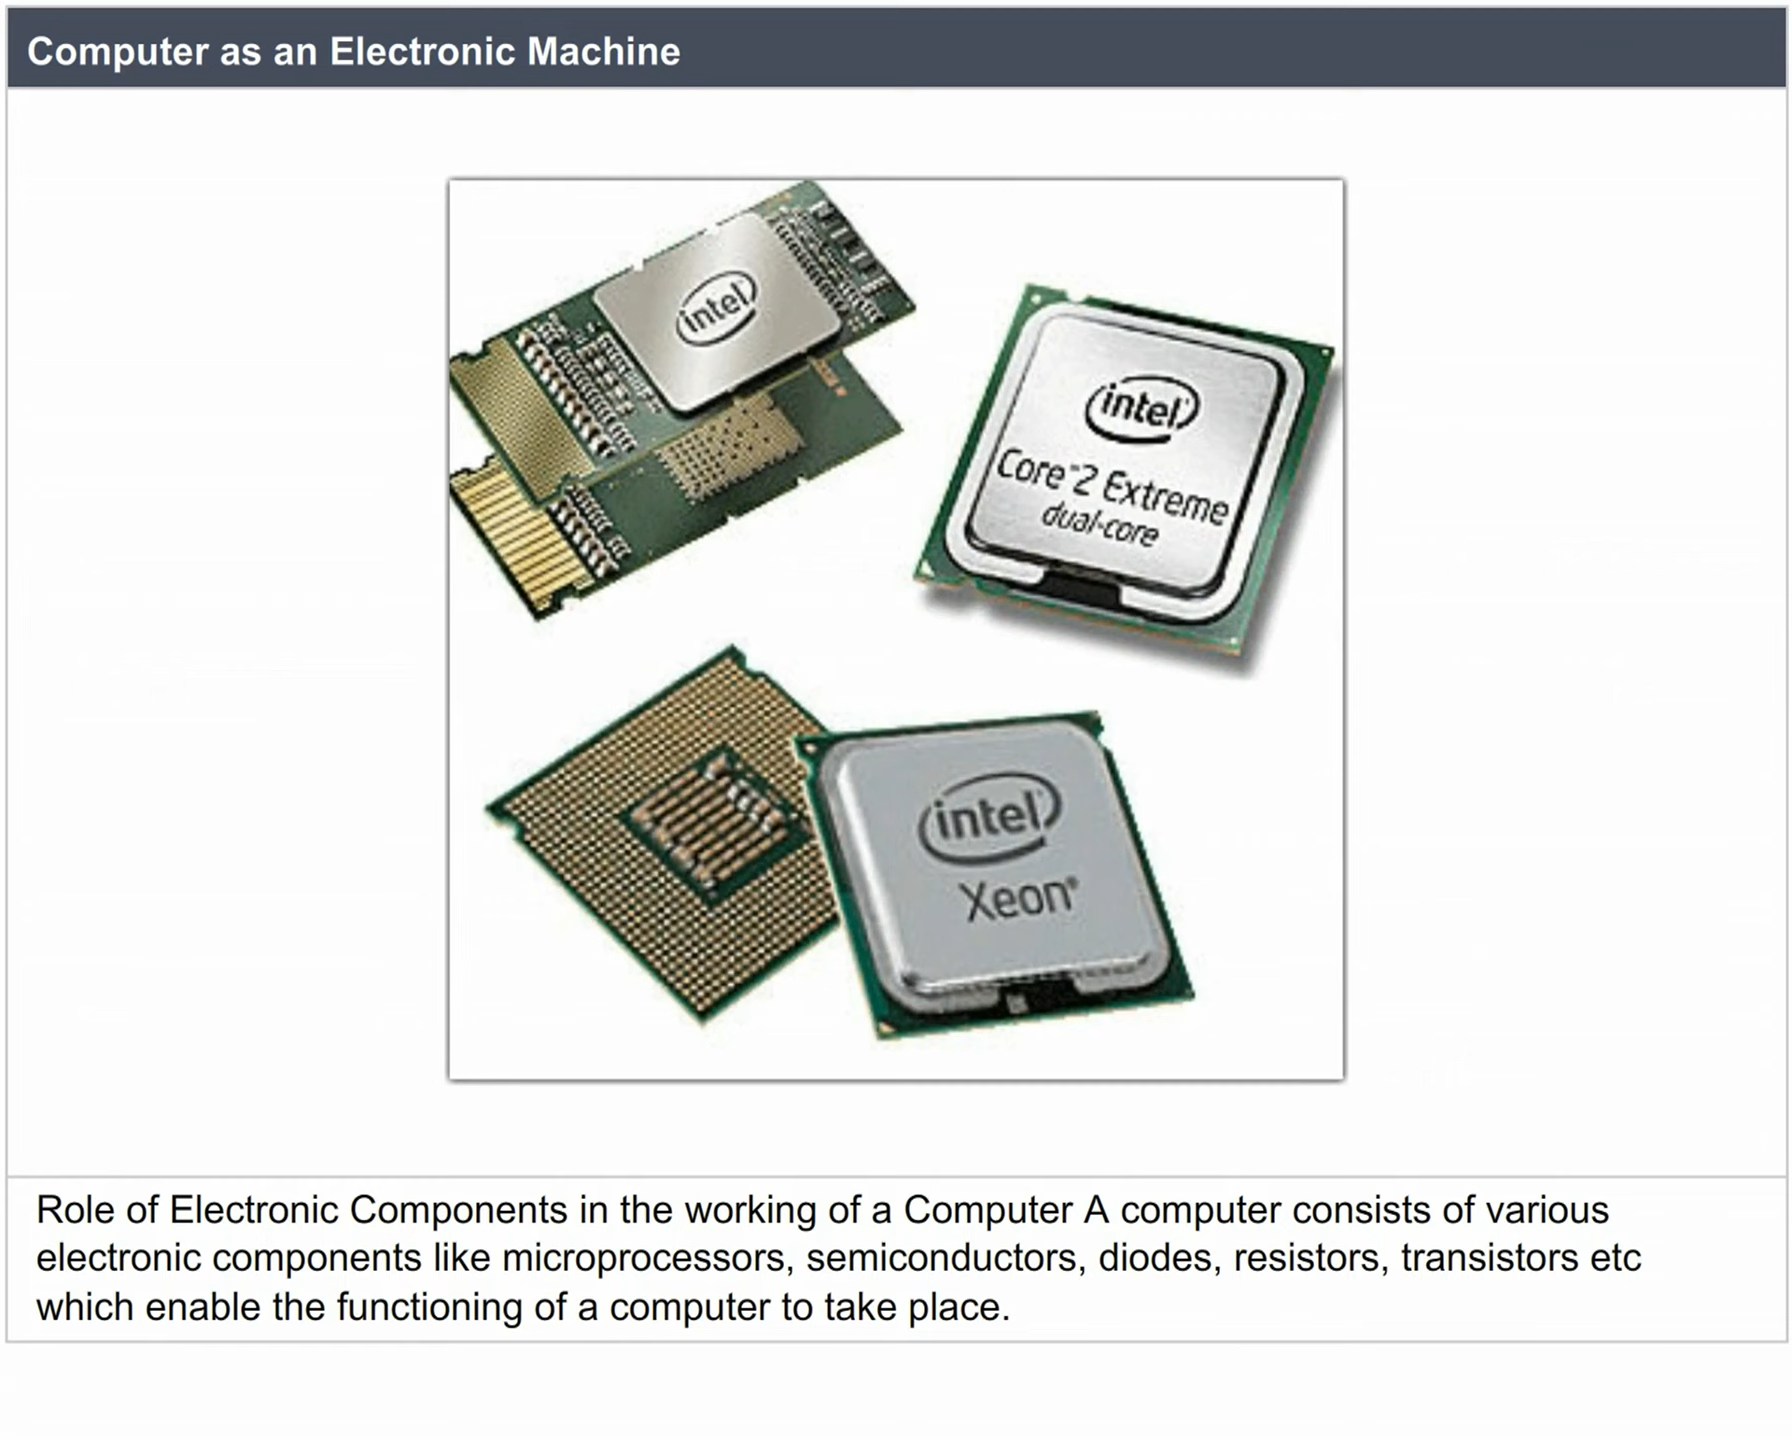 Computer as an Electronic Machine
intel
intel
Core™2 Extreme
dual-core
intel
Xeon®
Role of Electronic Components in the working of a Computer A computer consists of various
electronic components like microprocessors, semiconductors, diodes, resistors, transistors etc
which enable the functioning of a computer to take place.